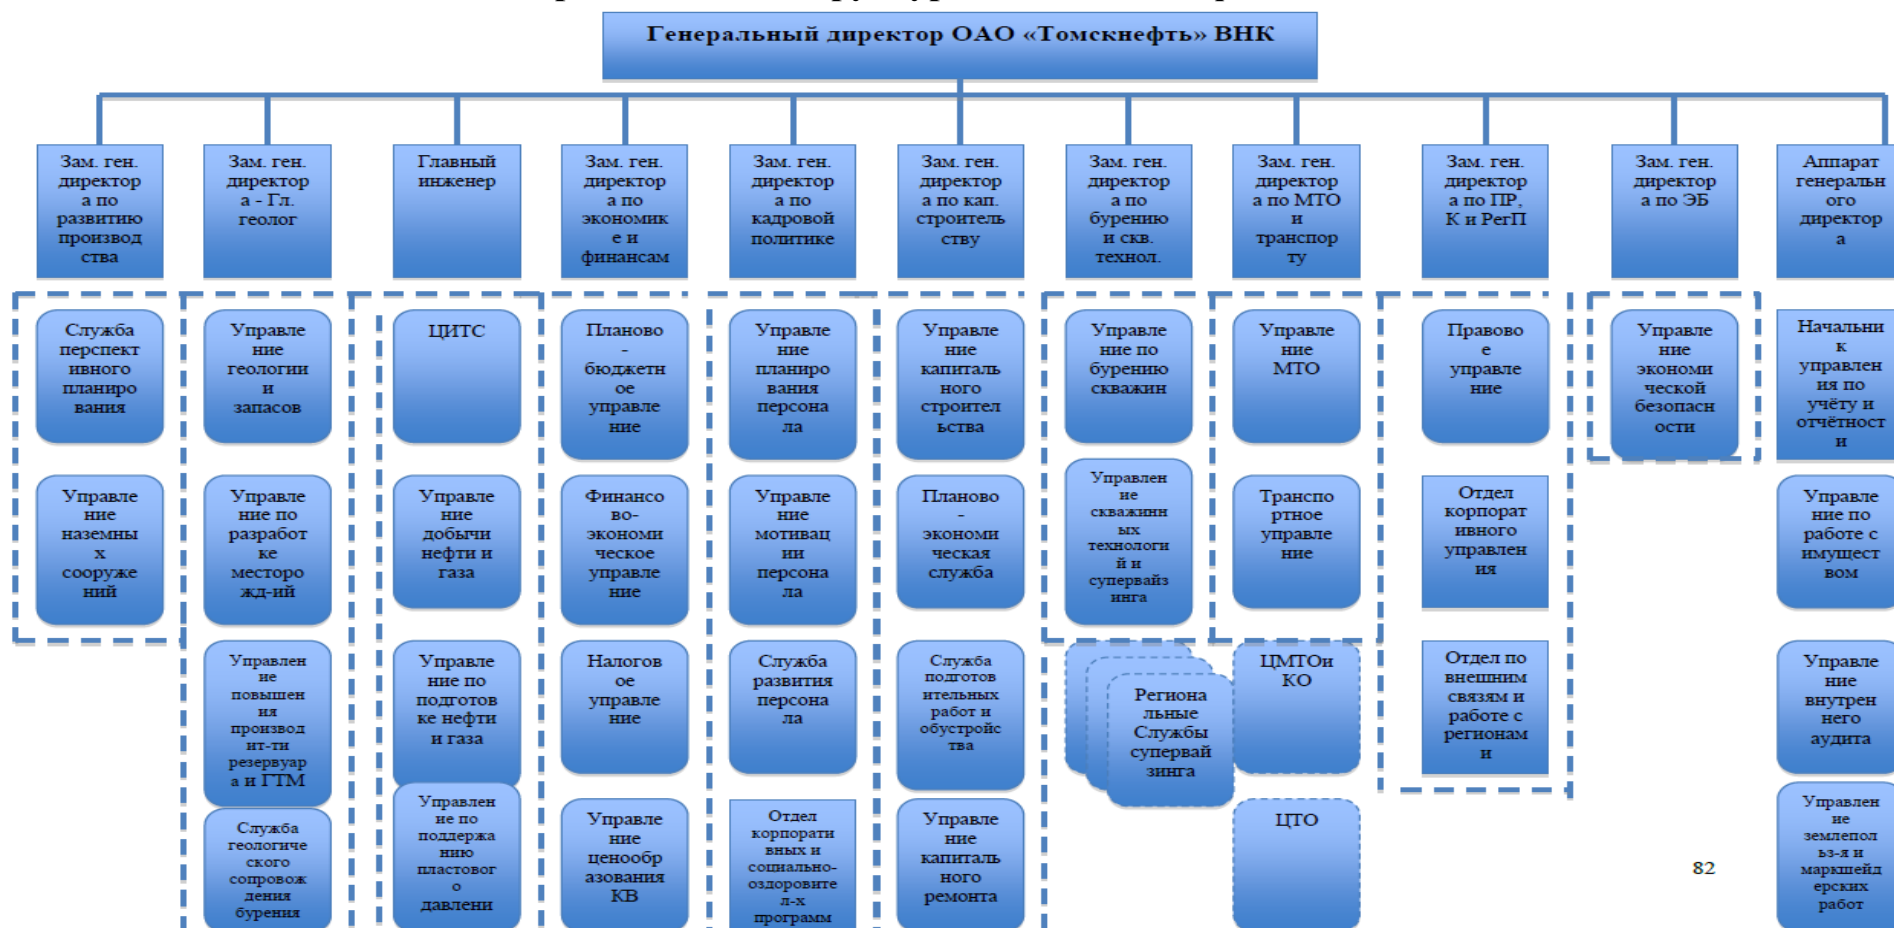 Генеральный директор ОАО «Томскнефть» ВНК
Зам. ген.
директор
а по
развитию
производ
ства
Зам. ген.
директор
а - Гл.
геолог
Главный
инженер
Зам. ген.
директор
а по
экономик
е и
финансам
Зам. ген.
директор
а по
кадровой
политике
Зам. ген.
директор
а по кап.
строитель
ству
Зам. ген.
директор
а по
бурению
и скв.
технол.
Зам. ген.
директор
а по МТО
и
транспор
ту
Зам. ген.
директор
а по ПР,
К и РегП
Зам. ген.
директор
а по ЭБ
Аппарат
генеральн
ого
директор
а
Служба
перспект
ивного
планиро
вания
Управле
ние
геологии
и
запасов
ЦИТС
Планово
-
бюджетн
ое
управле
ние
Управле
ние
планиро
вания
персона
ла
Управле
ние
капиталь
ного
строител
ьства
Управле
ние по
бурению
скважин
Управле
ние
МТО
Правово
е
управле
ние
Управле
ние
экономи
ческой
безопасн
ости
Начальни
к
управлен
ия по
учёту и
отчётност
и
Управле
ние
наземны
х
сооруже
ний
Управле
ние по
разработ
ке
месторо
жд-ий
Управле
ние
добычи
нефти и
газа
Финансо
во-
экономи
ческое
управле
ние
Управле
ние
мотивац
ии
персона
ла
Планово
-
экономи
ческая
служба
Управлен
ие
скважинн
ых
технологи
й и
супервайз
инга
Транспо
ртное
управле
ние
Отдел
корпорат
ивного
управлен
ия
Управле
ние по
работе с
имущест
вом
Управлен
ие
повышен
ия
производ
ит-ти
резервуар
а и ГТМ
Управле
ние по
подготов
ке нефти
и газа
Налогов
ое
управле
ние
Служба
развития
персона
ла
Служба
подготов
ительных
работ и
обустройс
тва
Региона
льные
Службы
супервай
зинга
ЦМТОи
КО
Отдел по
внешним
связям и
работе с
регионам
и
Управле
ние
внутрен
него
аудита
Служба
геологиче
ского
сопровож
дения
бурения
Управлен
ие по
поддержа
нию
пластовог
о
давлени
Управле
ние
ценообр
азования
КВ
Отдел
корпорати
вных и
социально-
оздоровите
л-х
программ
Управле
ние
капиталь
ного
ремонта
ЦТО
82
Управлен
ие
землепол
ьз-я и
маркшейд
ерских
работ